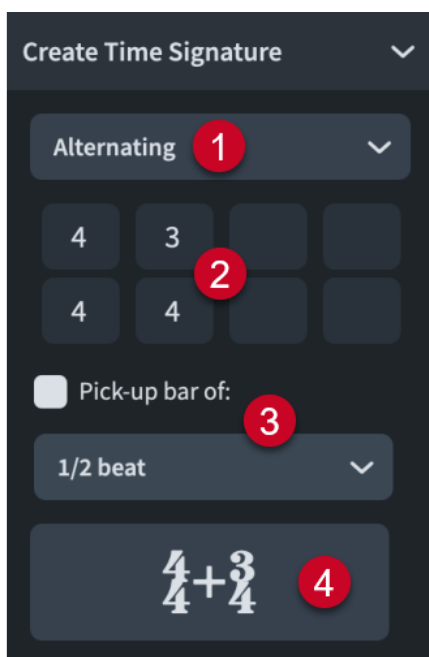 Create Time Signature
Alternating 1
4 3
2
4 4
Pick-up bar of:
3
1/2 beat
4/4+3/4 4